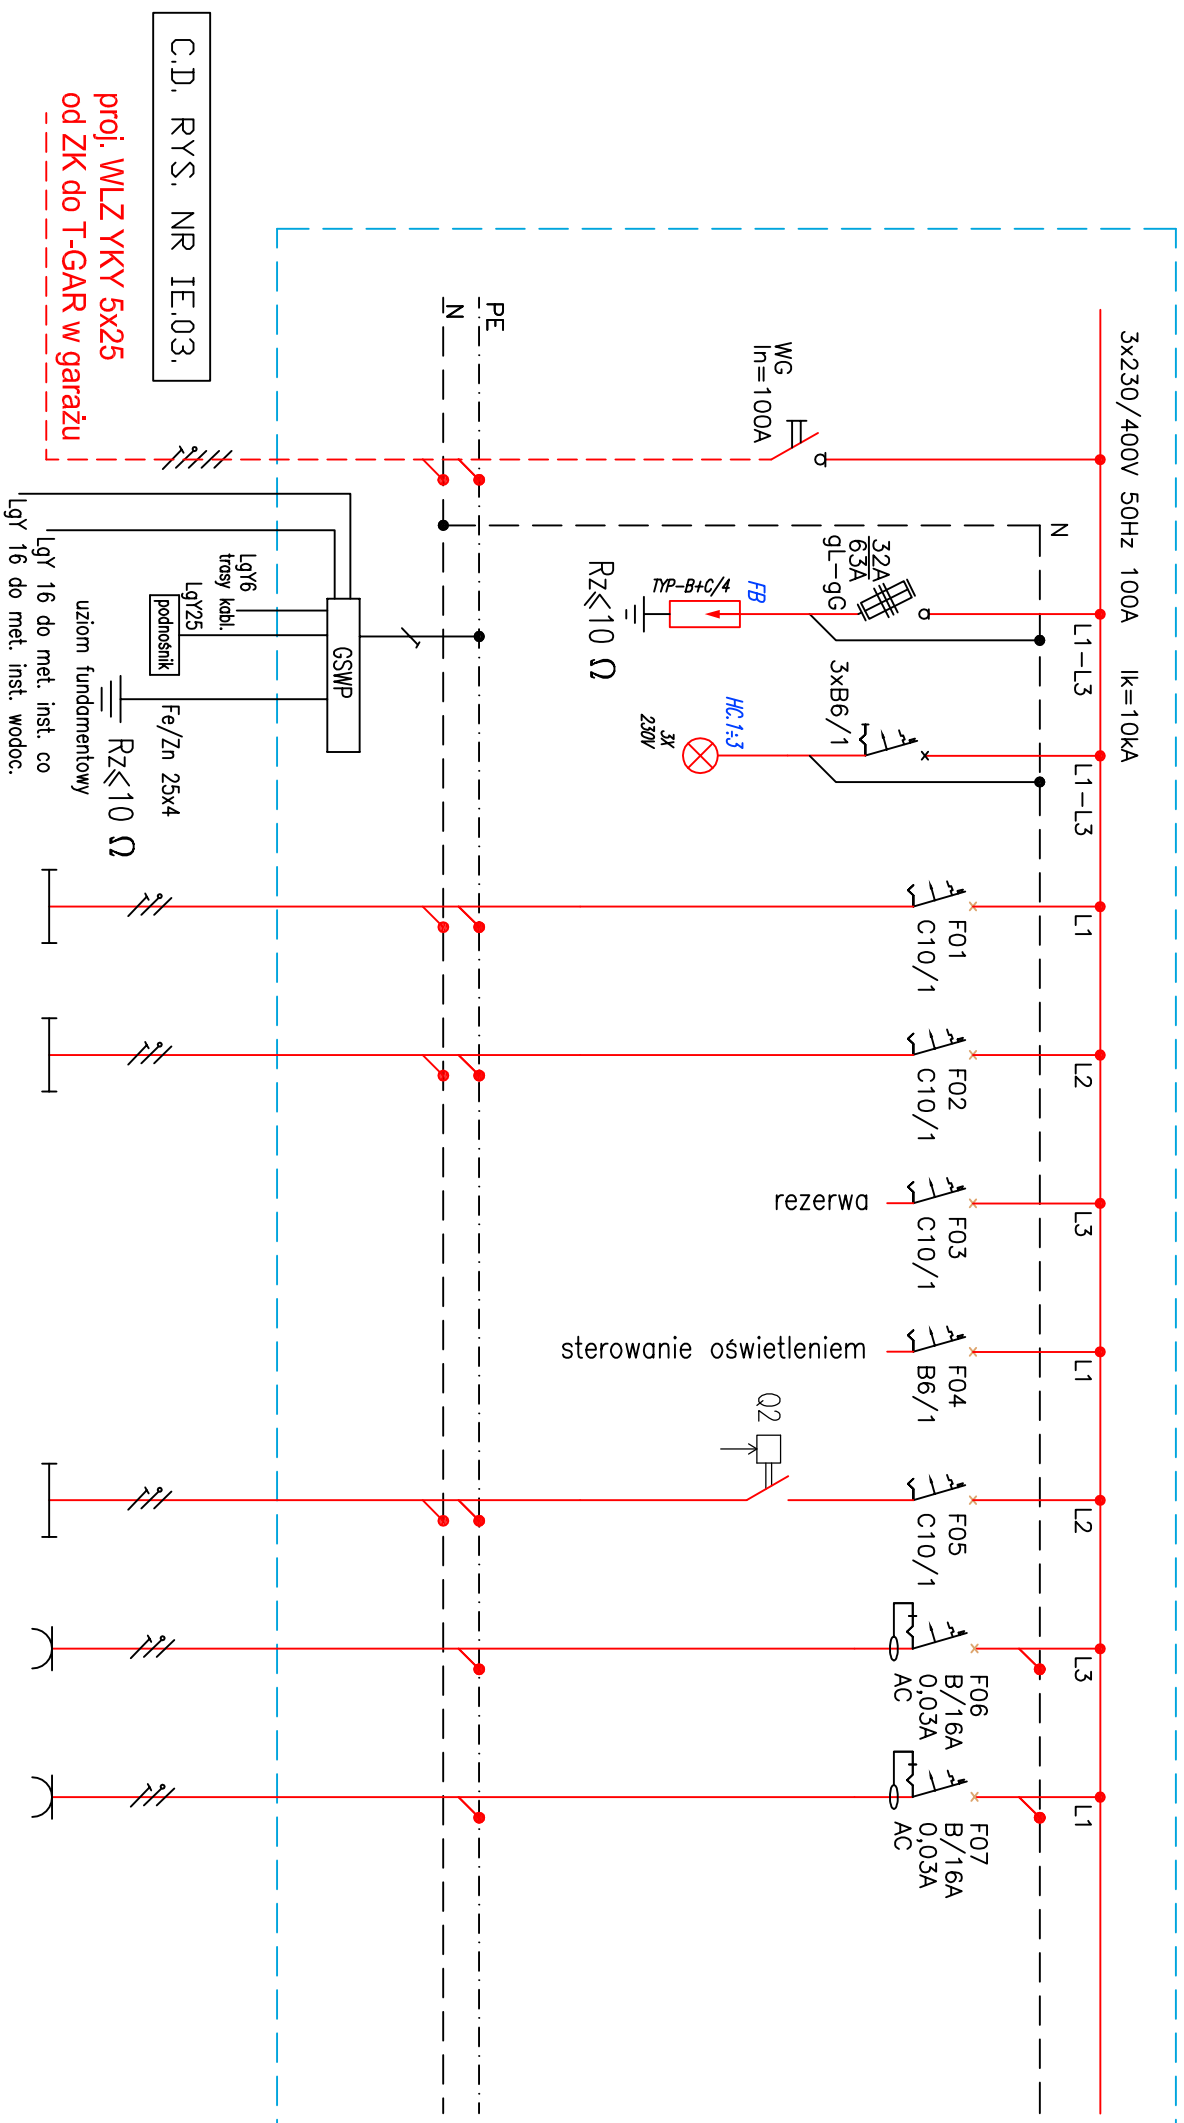 3x230/400V 50Hz 100A Ik=10kA
N
L1-L3
L1-L3
L1
L2
L3
L1
L2
L3
L1
WG
In=100A
32A
63A
gL-gG
FB
TYP-B+C/4
Rz≤10 Ω
3xB6/1
HC.1÷3
3X
230V
F01
C10/1
F02
C10/1
F03
C10/1
rezerwa
F04
B6/1
sterowanie oświetleniem
F05
C10/1
Q2
F06
B/16A
0,03A
AC
F07
B/16A
0,03A
AC
PE
N
GSWP
LgY6
trasy kabl.
LgY25
podnośnik
Fe/Zn 25x4
Rz≤10 Ω
uziom fundamentowy
LgY 16 do met. inst. co
LgY 16 do met. inst. wodoc.
C.D. RYS. NR IE.03.
proj. WLZ YKY 5x25
od ZK do T-GAR w garażu